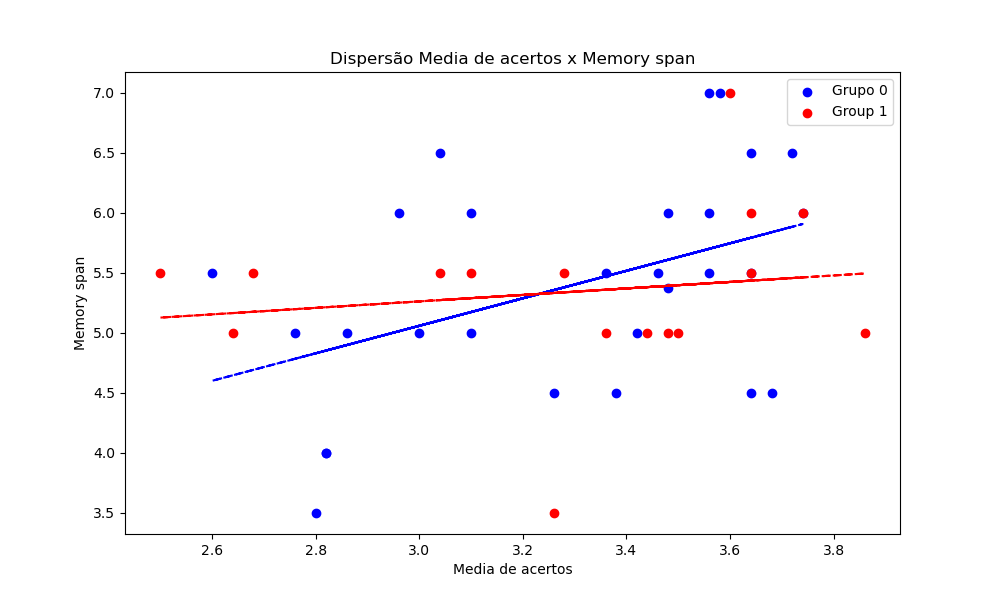 Dispersão Media de acertos x Memory span
Grupo 0
Group 1
7.0
6.5
6.0
5.5
5.0
4.5
4.0
3.5
Memory span
2.6 2.8 3.0 3.2 3.4 3.6 3.8
Media de acertos